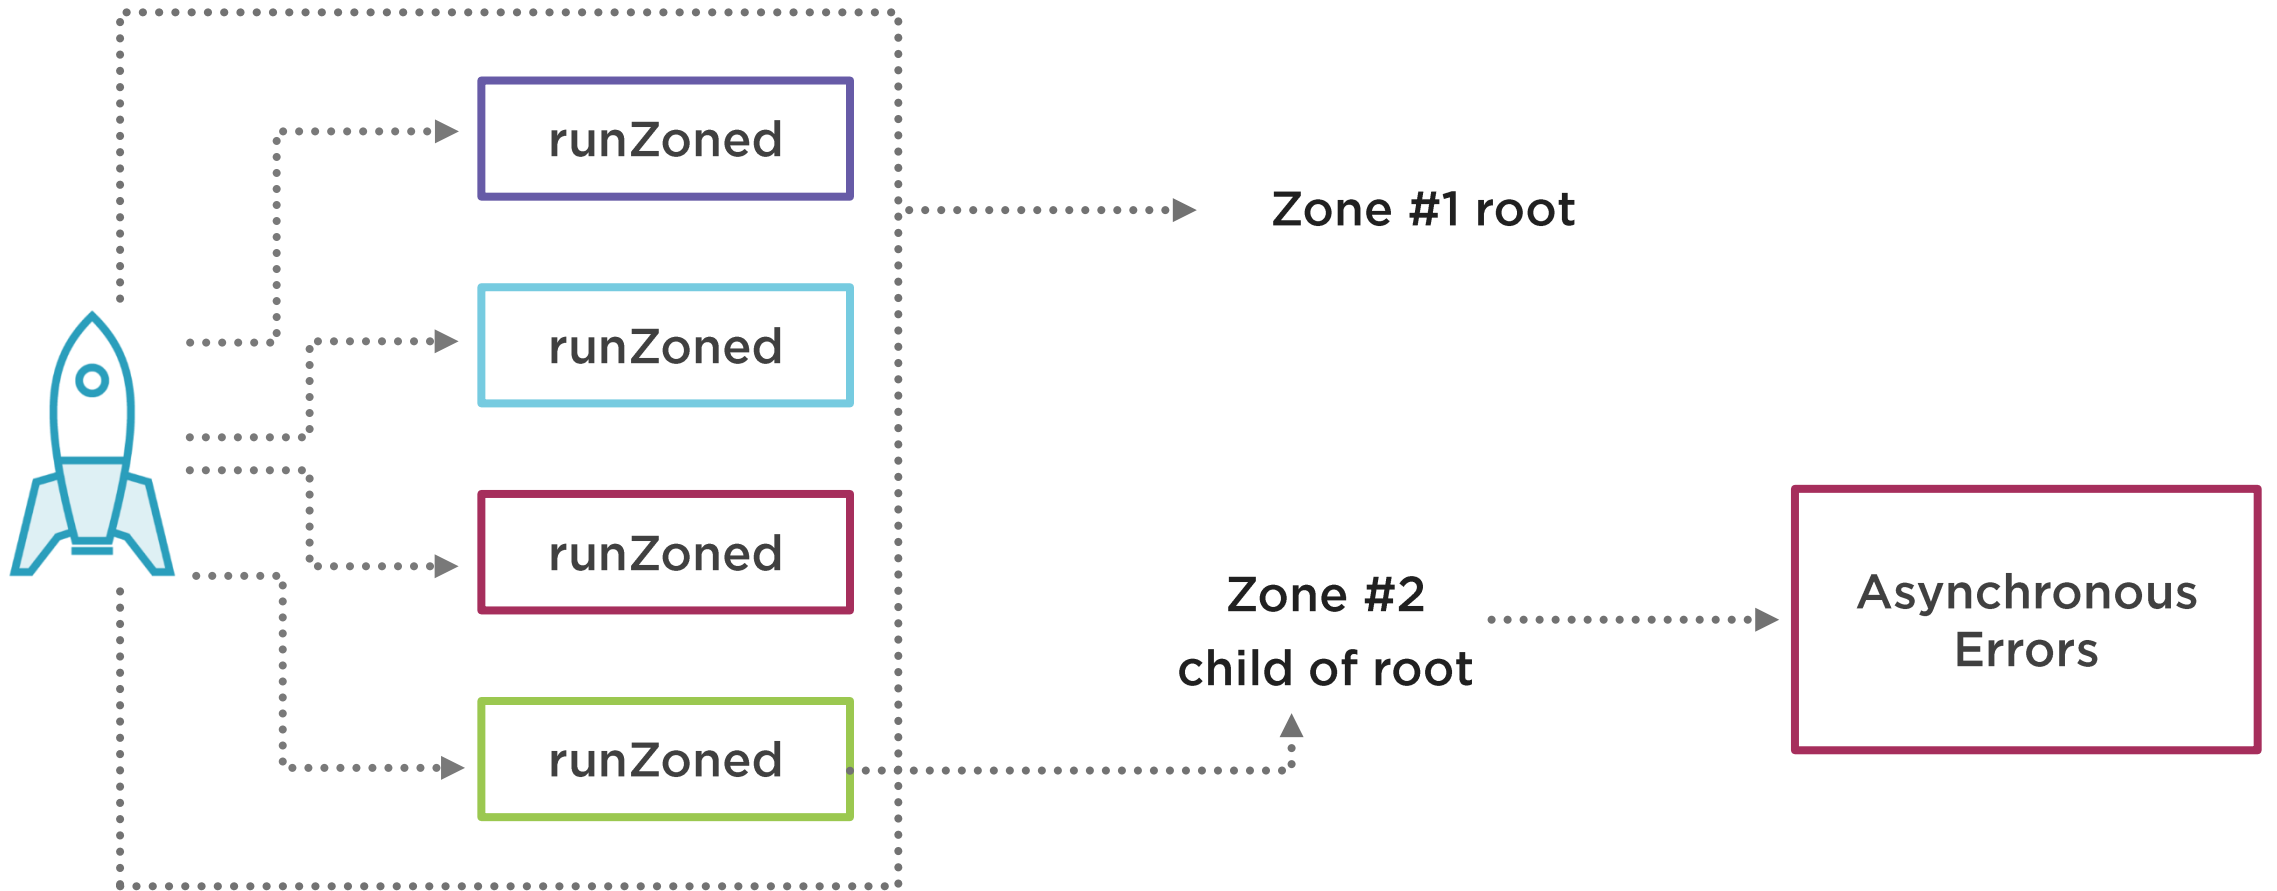 runZoned
runZoned
runZoned
runZoned
Zone #1 root
Zone #2
child of root
Asynchronous
Errors